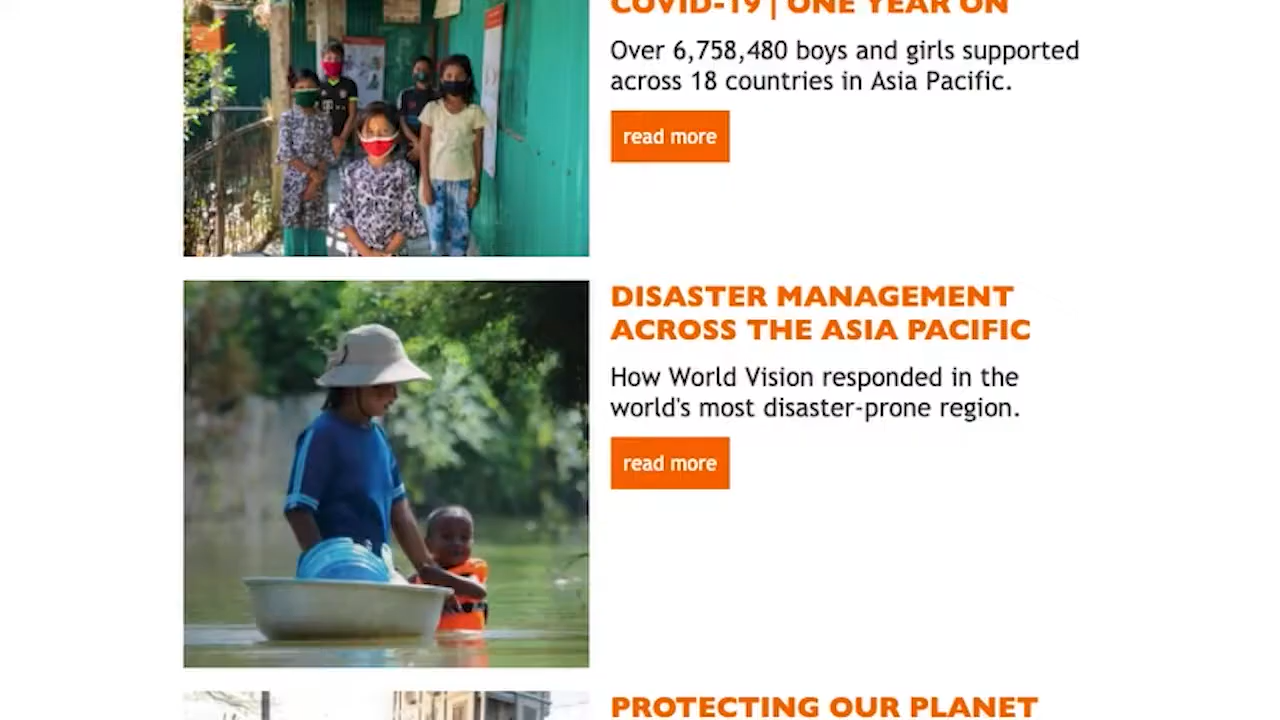 COVID-19 | ONE YEAR ON
Over 6,758,480 boys and girls supported
across 18 countries in Asia Pacific.
read more
DISASTER MANAGEMENT
ACROSS THE ASIA PACIFIC
How World Vision responded in the
world's most disaster-prone region.
read more
PROTECTING OUR PLANET